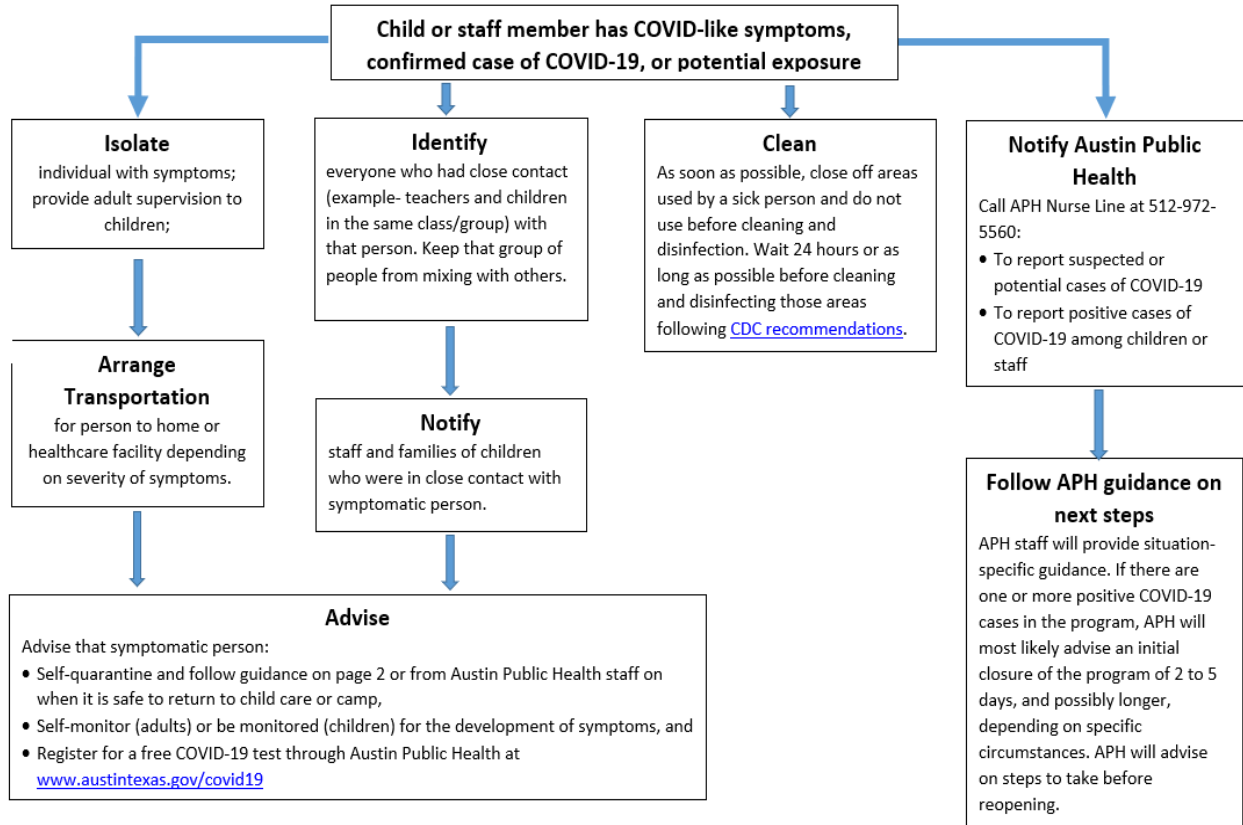 Child or staff member has COVID-like symptoms,
confirmed case of COVID-19, or potential exposure
Isolate
individual with symptoms;
provide adult supervision to
children;
Arrange
Transportation
for person to home or
healthcare facility depending
on severity of symptoms.
Identify
everyone who had close contact
(example- teachers and children
in the same class/group) with
that person. Keep that group of
people from mixing with others.
Notify
staff and families of children
who were in close contact with
symptomatic person.
Advise
Advise that symptomatic person:
• Self-quarantine and follow guidance on page 2 or from Austin Public Health staff on
when it is safe to return to child care or camp,
• Self-monitor (adults) or be monitored (children) for the development of symptoms, and
• Register for a free COVID-19 test through Austin Public Health at
www.austintexas.gov/covid19
Clean
As soon as possible, close off areas
used by a sick person and do not
use before cleaning and
disinfection. Wait 24 hours or as
long as possible before cleaning
and disinfecting those areas
following CDC recommendations.
Notify Austin Public
Health
Call APH Nurse Line at 512-972-
5560:
• To report suspected or
potential cases of COVID-19
• To report positive cases of
COVID-19 among children or
staff
Follow APH guidance on
next steps
APH staff will provide situation-
specific guidance. If there are
one or more positive COVID-19
cases in the program, APH will
most likely advise an initial
closure of the program of 2 to 5
days, and possibly longer,
depending on specific
circumstances. APH will advise
on steps to take before
reopening.